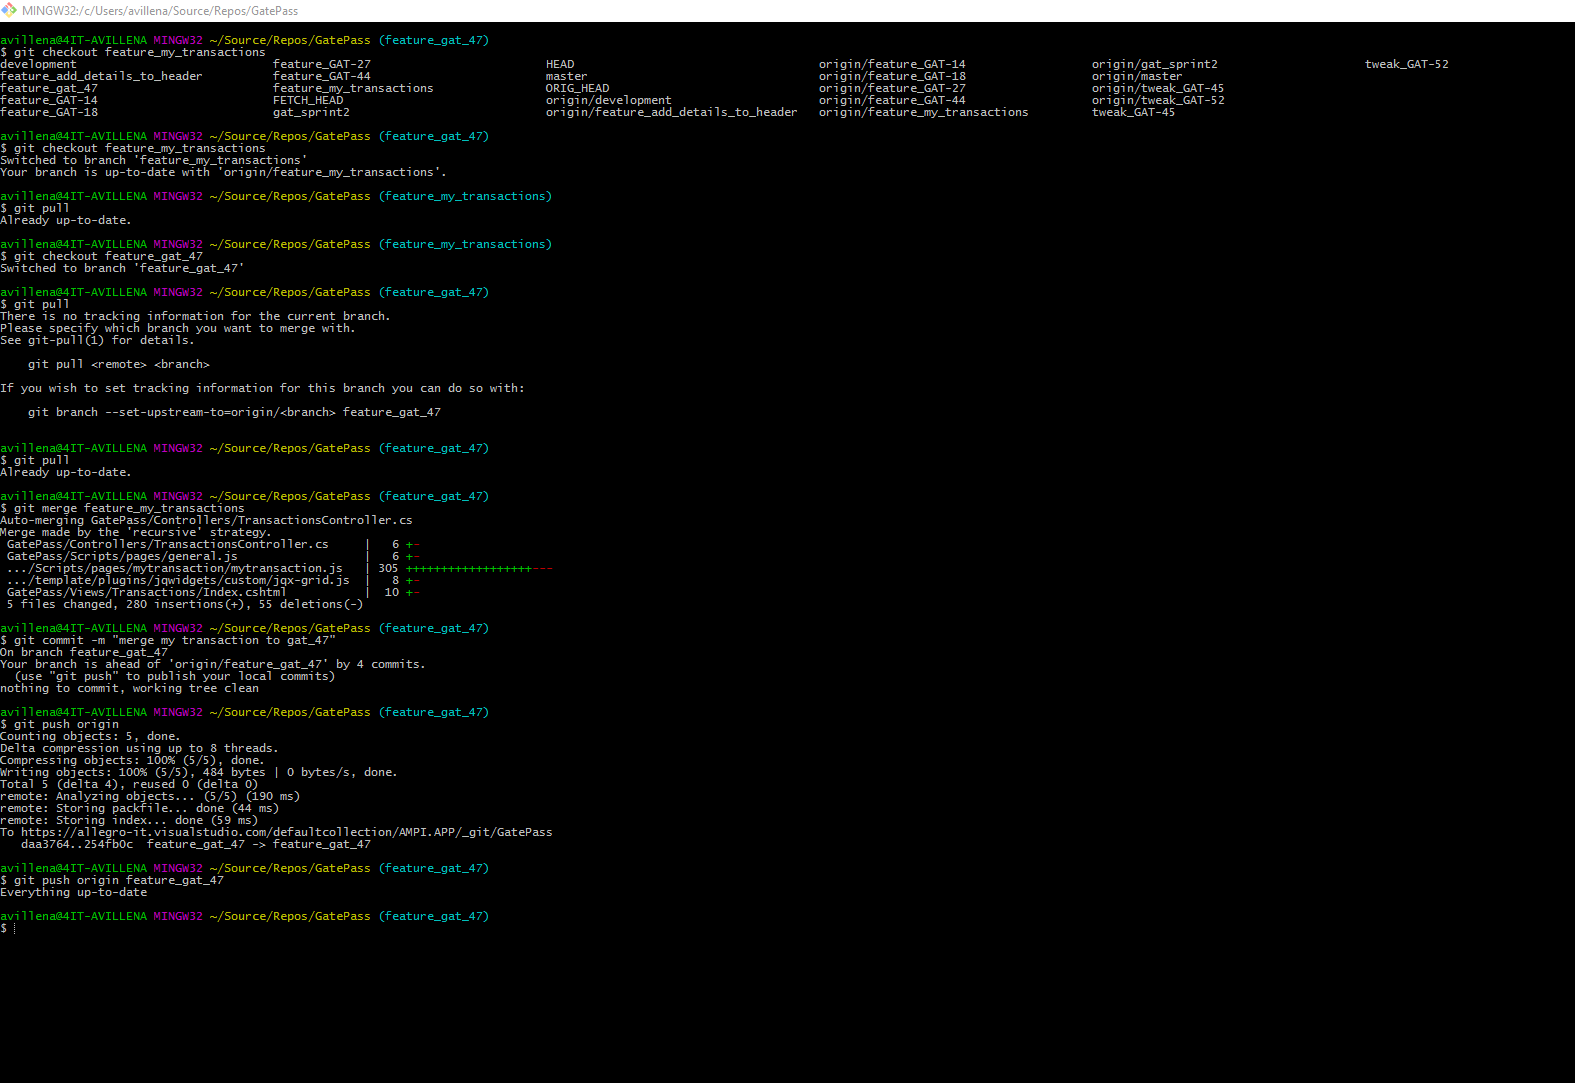 MINGW32:/c/Users/avillena/Source/Repos/GatePass
avillena@4IT-AVILLENA MINGW32 ~/Source/Repos/GatePass (feature_gat_47)
$ git checkout feature_my_transactions
development feature_GAT-27 HEAD origin/feature_GAT-14 origin/gat_sprint2 tweak_GAT-52
feature_add_details_to_header feature_GAT-44 master origin/feature_GAT-18 origin/master
feature_gat_47 feature_my_transactions ORIG_HEAD origin/feature_GAT-27 origin/tweak_GAT-45
feature_GAT-14 FETCH_HEAD origin/development origin/feature_GAT-44 origin/tweak_GAT-52
feature_GAT-18 gat_sprint2 origin/feature_add_details_to_header origin/feature_my_transactions tweak_GAT-45
avillena@4IT-AVILLENA MINGW32 ~/Source/Repos/GatePass (feature_gat_47)
$ git checkout feature_my_transactions
Switched to branch 'feature_my_transactions'
Your branch is up-to-date with 'origin/feature_my_transactions'.
avillena@4IT-AVILLENA MINGW32 ~/Source/Repos/GatePass (feature_my_transactions)
$ git pull
Already up-to-date.
avillena@4IT-AVILLENA MINGW32 ~/Source/Repos/GatePass (feature_my_transactions)
$ git checkout feature_gat_47
Switched to branch 'feature_gat_47'
avillena@4IT-AVILLENA MINGW32 ~/Source/Repos/GatePass (feature_gat_47)
$ git pull
There is no tracking information for the current branch.
Please specify which branch you want to merge with.
See git-pull(1) for details.
git pull <remote> <branch>
If you wish to set tracking information for this branch you can do so with:
git branch --set-upstream-to=origin/<branch> feature_gat_47
avillena@4IT-AVILLENA MINGW32 ~/Source/Repos/GatePass (feature_gat_47)
$ git pull
Already up-to-date.
avillena@4IT-AVILLENA MINGW32 ~/Source/Repos/GatePass (feature_gat_47)
$ git merge feature_my_transactions
Auto-merging GatePass/Controllers/TransactionsController.cs
Merge made by the 'recursive' strategy.
GatePass/Controllers/TransactionsController.cs | 6 +-
GatePass/Scripts/pages/general.js | 6 +-
.../Scripts/pages/mytransaction/mytransaction.js | 305 ++++++++++++++++++---
.../template/plugins/jqwidgets/custom/jqx-grid.js | 8 +-
GatePass/Views/Transactions/Index.cshtml | 10 +-
5 files changed, 280 insertions(+), 55 deletions(-)
avillena@4IT-AVILLENA MINGW32 ~/Source/Repos/GatePass (feature_gat_47)
$ git commit -m "merge my transaction to gat_47"
On branch feature_gat_47
Your branch is ahead of 'origin/feature_gat_47' by 4 commits.
(use "git push" to publish your local commits)
nothing to commit, working tree clean
avillena@4IT-AVILLENA MINGW32 ~/Source/Repos/GatePass (feature_gat_47)
$ git push origin
Counting objects: 5, done.
Delta compression using up to 8 threads.
Compressing objects: 100% (5/5), done.
Writing objects: 100% (5/5), 484 bytes | 0 bytes/s, done.
Total 5 (delta 4), reused 0 (delta 0)
remote: Analyzing objects... (5/5) (190 ms)
remote: Storing packfile... done (44 ms)
remote: Storing index... done (59 ms)
To https://allegro-it.visualstudio.com/defaultcollection/AMPI.APP/_git/GatePass
daa3764..254fb0c feature_gat_47 -> feature_gat_47
avillena@4IT-AVILLENA MINGW32 ~/Source/Repos/GatePass (feature_gat_47)
$ git push origin feature_gat_47
Everything up-to-date
avillena@4IT-AVILLENA MINGW32 ~/Source/Repos/GatePass (feature_gat_47)
$